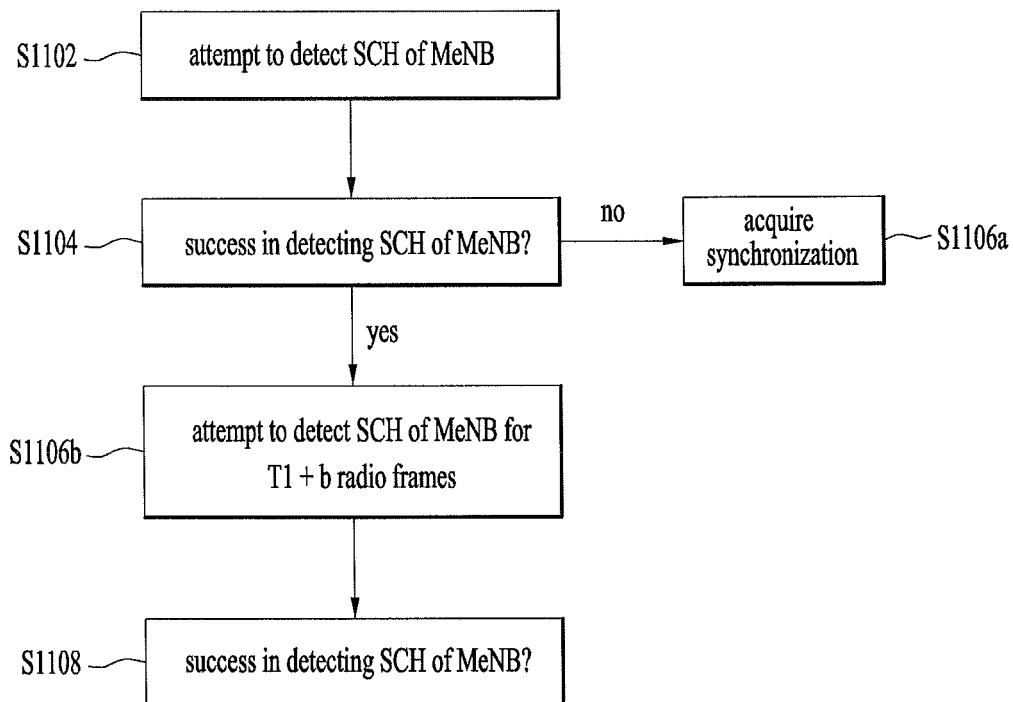 S1102
attempt to detect SCH of MeNB
S1104
success in detecting SCH of MeNB?
no
acquire
synchronization
S1106a
yes
S1106b
attempt to detect SCH of MeNB for
T1 + b radio frames
S1108
success in detecting SCH of MeNB?